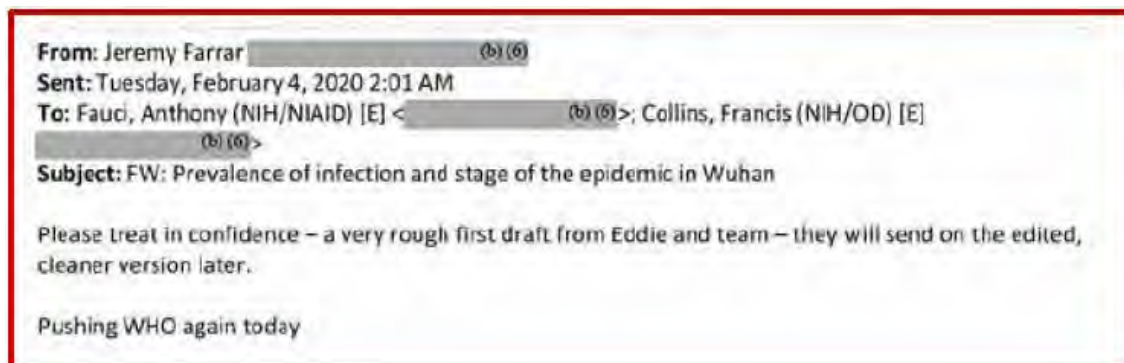 From: Jeremy Farrar (b) (6)
Sent: Tuesday, February 4, 2020 2:01 AM
To: Fauci, Anthony (NIH/NIAID) [E] < (b) (6)>; Collins, Francis (NIH/OD) [E]
(b) (6)>
Subject: FW: Prevalence of infection and stage of the epidemic in Wuhan
Please treat in confidence – a very rough first draft from Eddie and team – they will send on the edited,
cleaner version later.
Pushing WHO again today